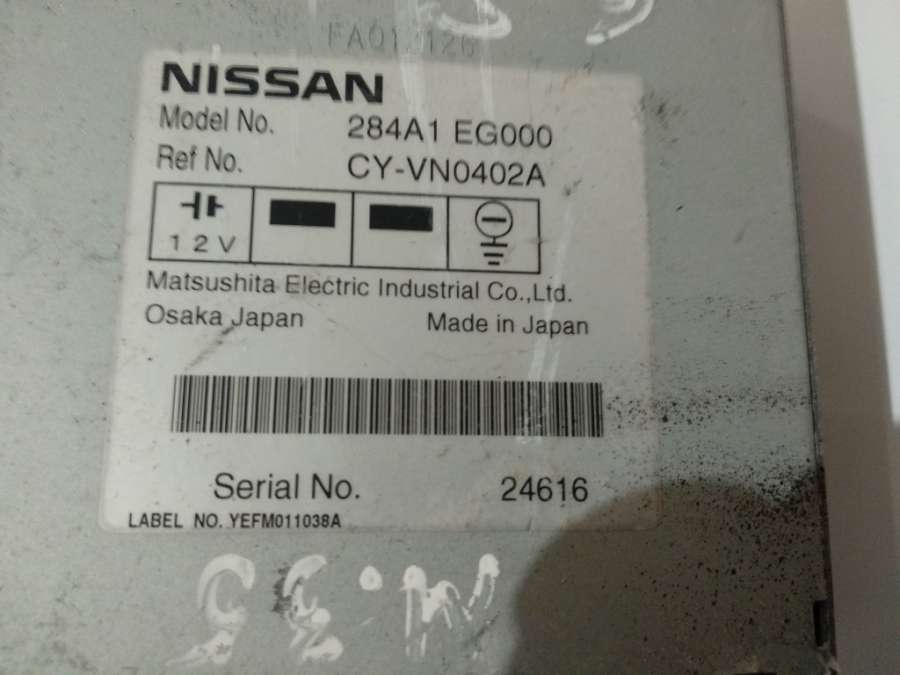 NISSAN
Model No. 284A1 EG000
Ref No. CY-VN0402A
12V
Matsushita Electric Industrial Co.,Ltd.
Osaka Japan Made in Japan
Serial No. 24616
LABEL NO. YEFM011038A